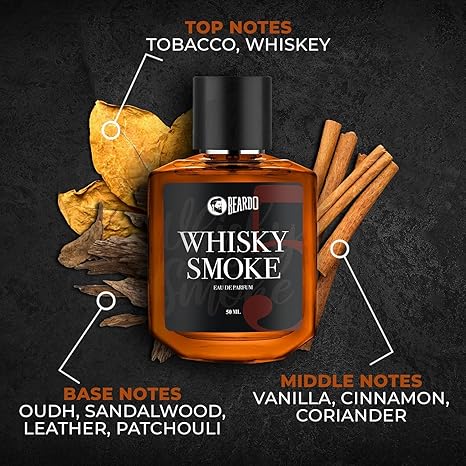 TOP NOTES
TOBACCO, WHISKEY
BEARDO
WHISKY
SMOKE
EAU DE PARFUM
50 ML.
BASE NOTES
OUDH, SANDALWOOD,
LEATHER, PATCHOULI
MIDDLE NOTES
VANILLA, CINNAMON,
CORIANDER